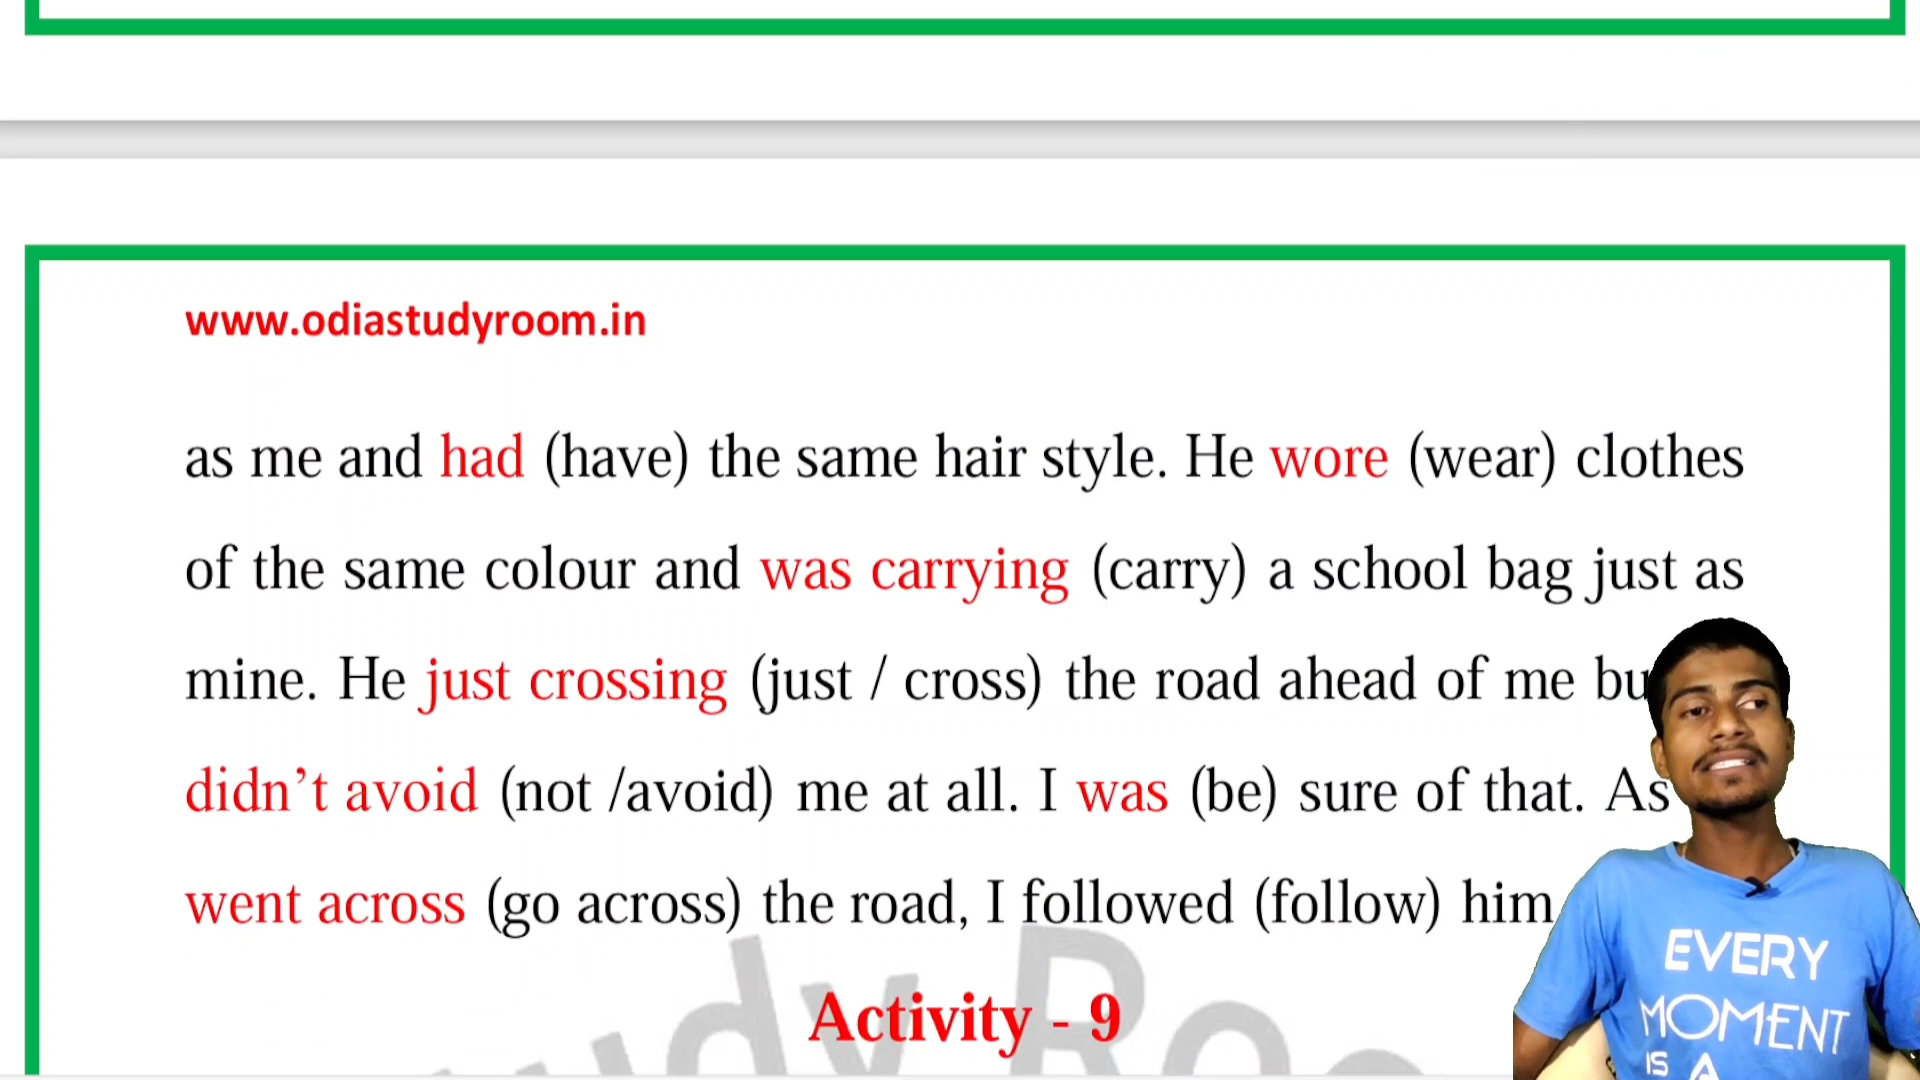 www.odiastudyroom.in
as me and had (have) the same hair style. He wore (wear) clothes
of the same colour and was carrying (carry) a school bag just as
mine. He just crossing (just / cross) the road ahead of me
didn’t avoid (not /avoid) me at all. I was (be) sure of that. As
went across (go across) the road, I followed (follow) him
Activity - 9
EVERY
MOMENT
IS A